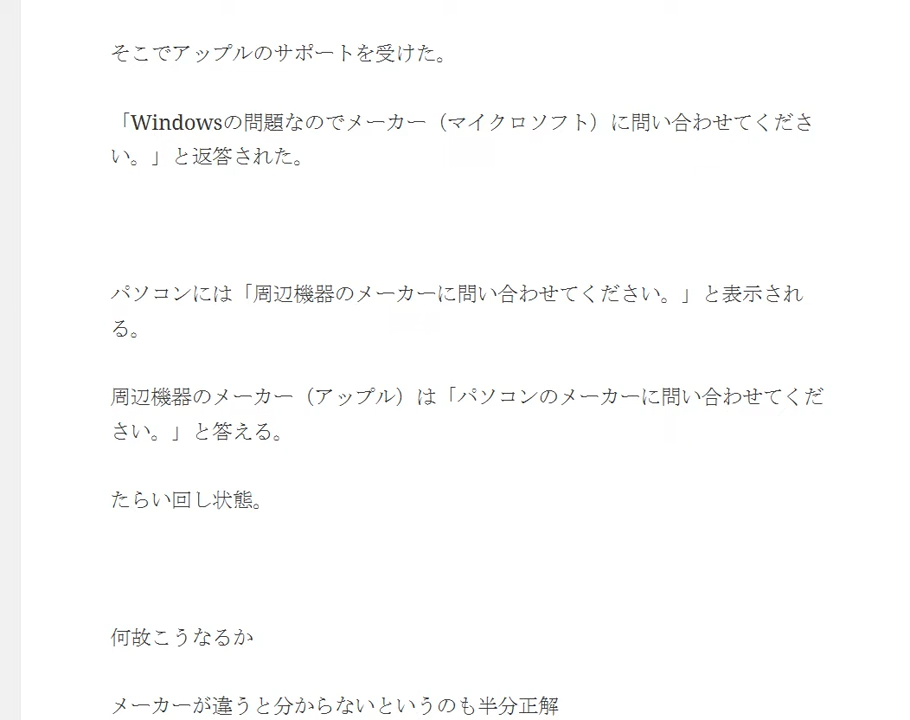 そこでアップルのサポートを受けた。
「Windowsの問題なのでメーカー（マイクロソフト）に問い合わせてくださ
い。」と返答された。
パソコンには「周辺機器のメーカーに問い合わせてください。」と表示され
る。
周辺機器のメーカー（アップル）は「パソコンのメーカーに問い合わせてくだ
さい。」と答える。
たらい回し状態。
何故こうなるか
メーカーが違うと分からないというのも半分正解